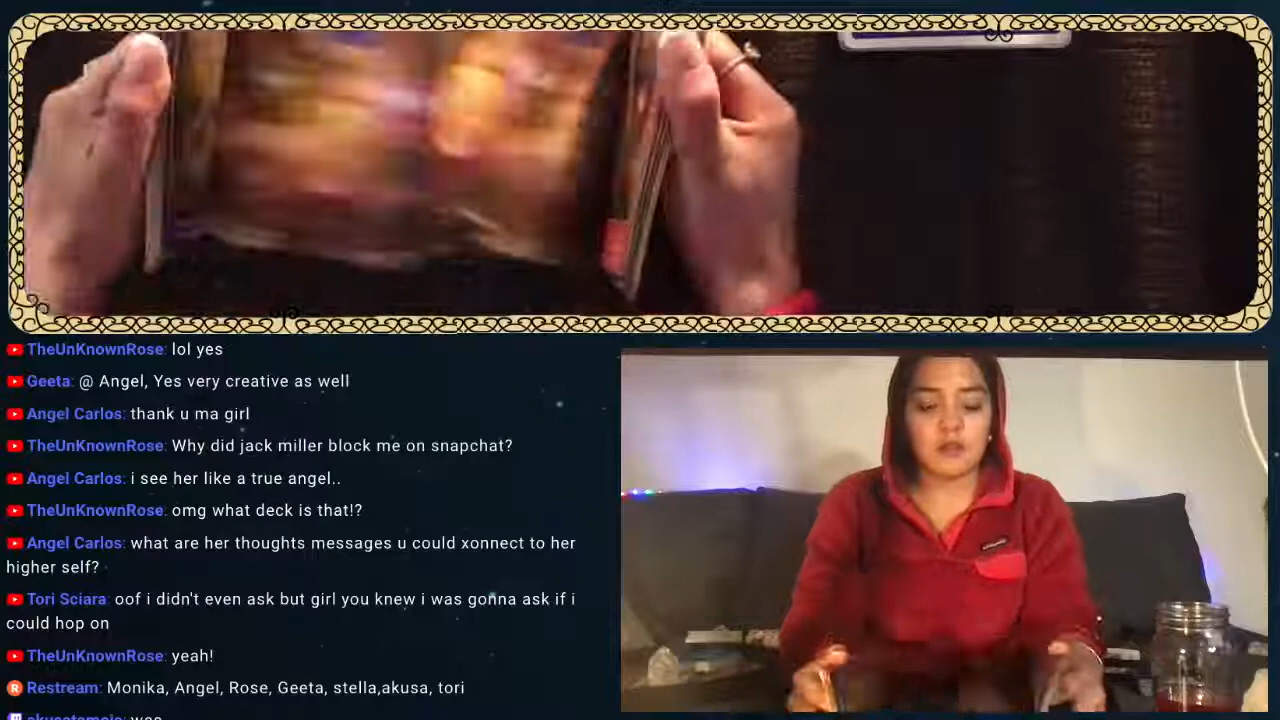 TheUnKnownRose: lol yes
Geeta: @ Angel, Yes very creative as well
Angel Carlos: thank u ma girl
TheUnKnownRose: Why did jack miller block me on snapchat?
Angel Carlos: i see her like a true angel..
TheUnKnownRose: omg what deck is that!?
Angel Carlos: what are her thoughts messages u could xonnect to her
higher self?
Tori Sciara: oof i didn't even ask but girl you knew i was gonna ask if i
could hop on
TheUnKnownRose: yeah!
R Restream: Monika, Angel, Rose, Geeta, stella,akusa, tori